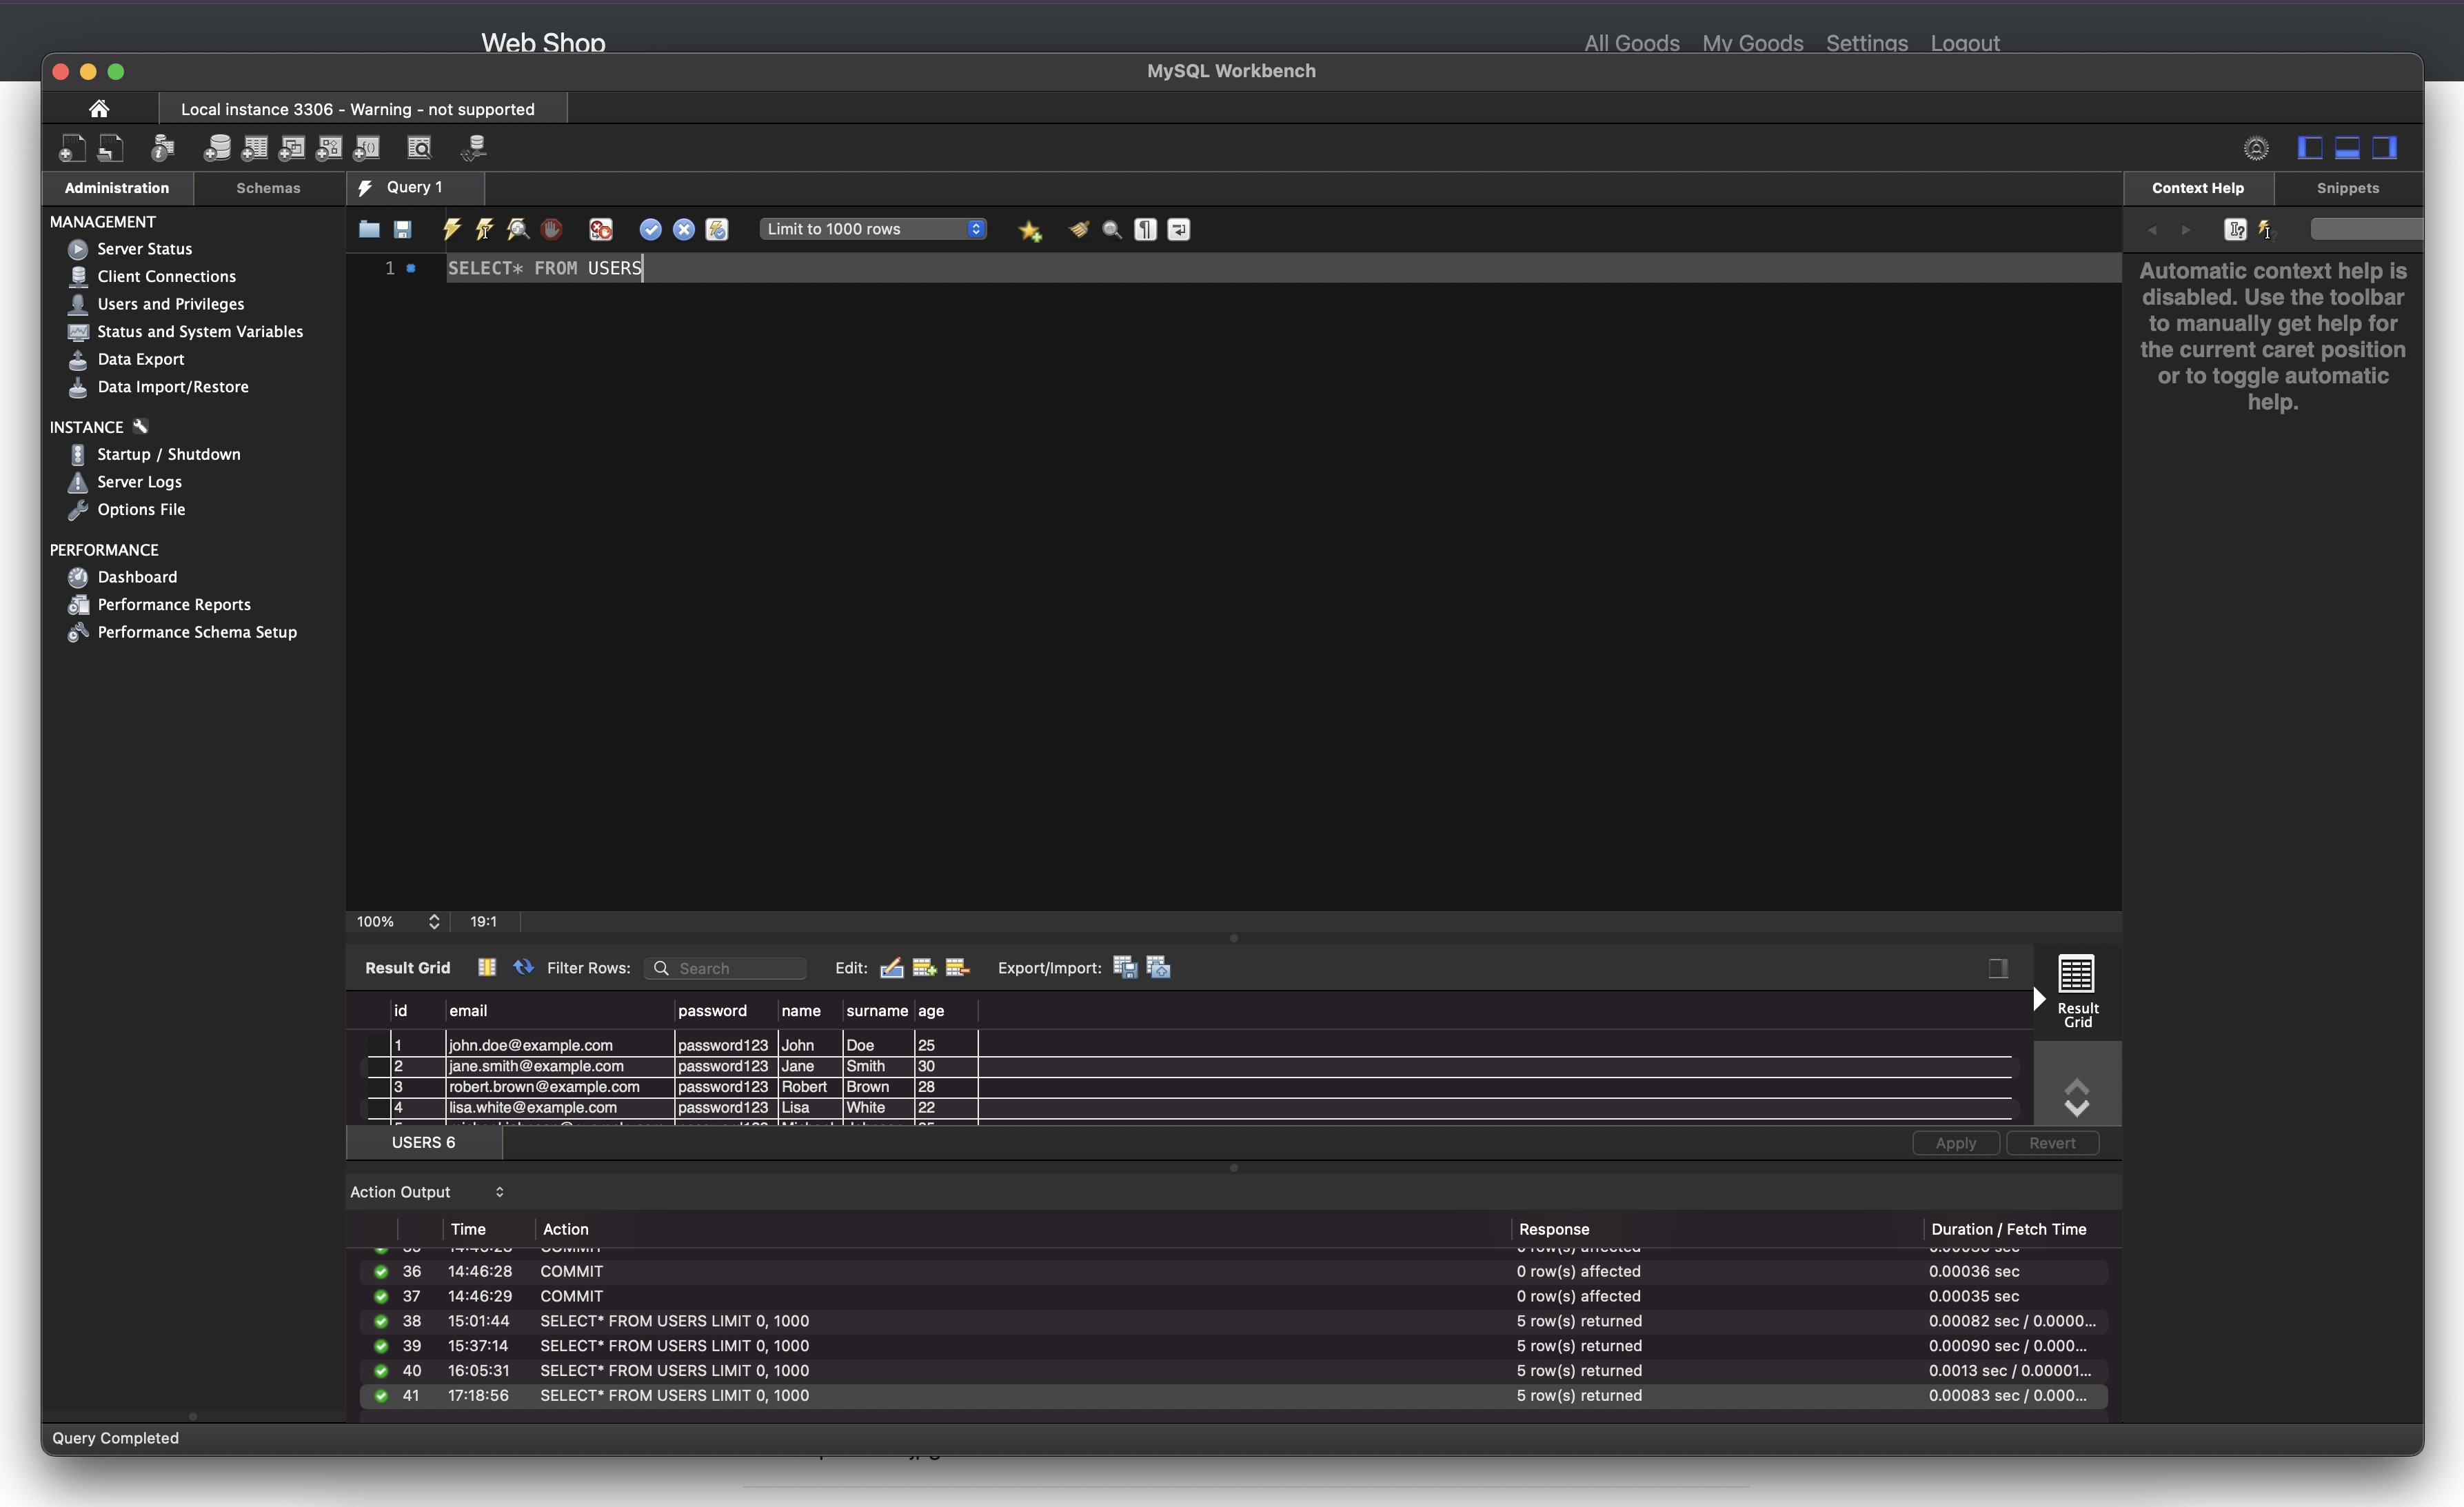 Web Shop
All Goods My Goods Settings Logout
MySQL Workbench
Local instance 3306 - Warning - not supported
Administration Schemas
Query 1
Context Help Snippets
MANAGEMENT
Server Status
Client Connections
Users and Privileges
Status and System Variables
Data Export
Data Import/Restore
INSTANCE
Startup / Shutdown
Server Logs
Options File
PERFORMANCE
Dashboard
Performance Reports
Performance Schema Setup
Limit to 1000 rows
1 SELECT* FROM USERS
Automatic context help is
disabled. Use the toolbar
to manually get help for
the current caret position
or to toggle automatic
help.
100% 19:1
Result Grid Filter Rows: Search Edit: Export/Import:
Result
Grid
id email password name surname age
1 john.doe@example.com password123 John Doe 25
2 jane.smith@example.com password123 Jane Smith 30
3 robert.brown@example.com password123 Robert Brown 28
4 lisa.white@example.com password123 Lisa White 22
USERS 6
Apply Revert
Action Output
Time Action Response Duration / Fetch Time
36 14:46:28 COMMIT 0 row(s) affected 0.00036 sec
37 14:46:29 COMMIT 0 row(s) affected 0.00035 sec
38 15:01:44 SELECT* FROM USERS LIMIT 0, 1000 5 row(s) returned 0.00082 sec / 0.0000...
39 15:37:14 SELECT* FROM USERS LIMIT 0, 1000 5 row(s) returned 0.00090 sec / 0.000...
40 16:05:31 SELECT* FROM USERS LIMIT 0, 1000 5 row(s) returned 0.0013 sec / 0.00001...
41 17:18:56 SELECT* FROM USERS LIMIT 0, 1000 5 row(s) returned 0.00083 sec / 0.000...
Query Completed